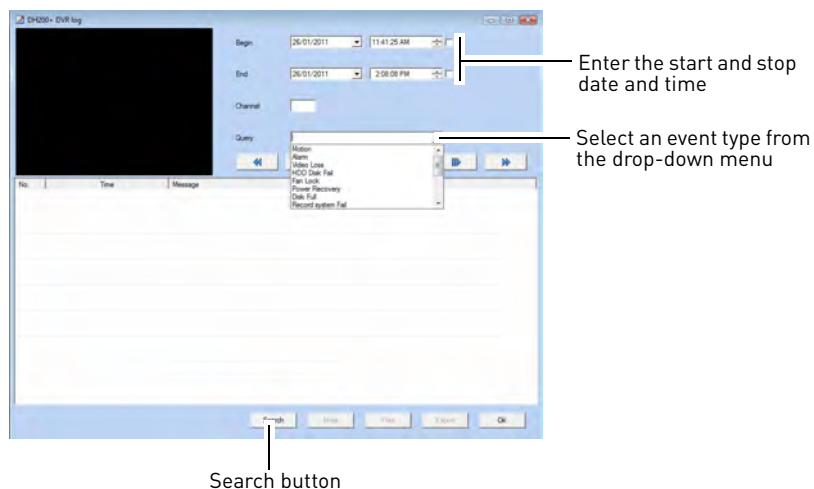 DH200+ DVR log
Begin 26/01/2011 11:41:25 AM
Enter the start and stop
date and time
End 26/01/2011 2:08:08 PM
Channel
Query
Select an event type from
the drop-down menu
Motion
Alarm
Video Loss
HDD Disk Fail
Fan Lock
Power Recovery
Disk Full
Record system Fail
No. Time Message
Search Print Export OK
Search button